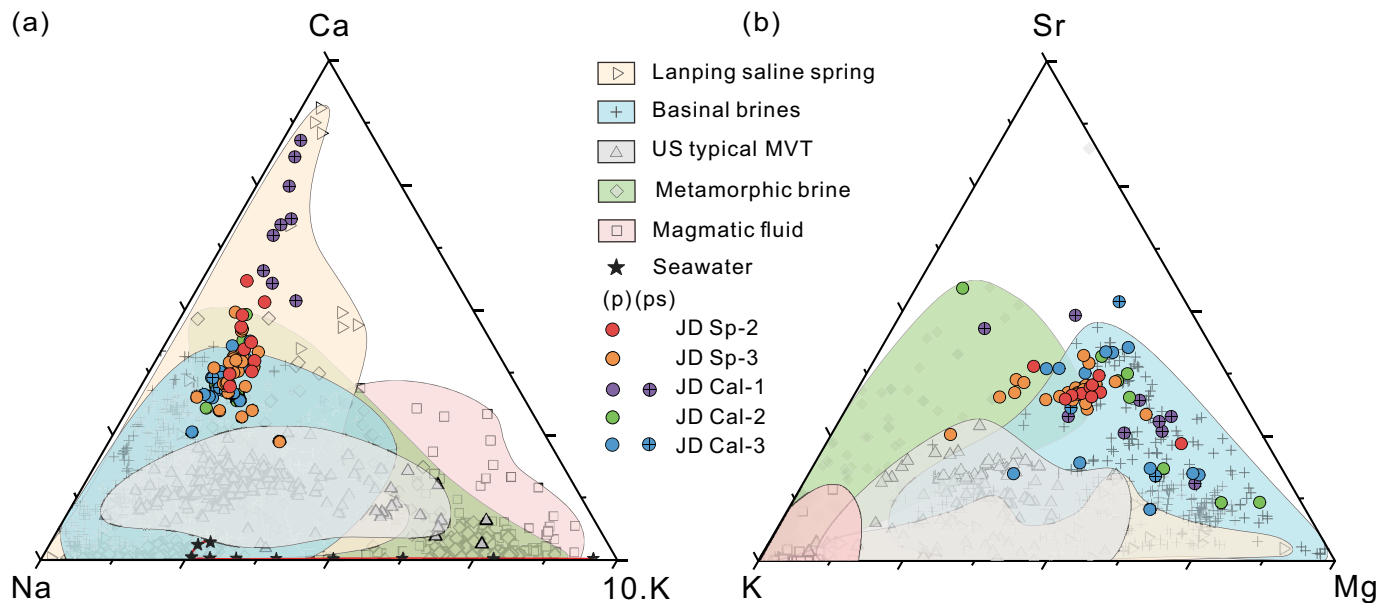 (a)
Ca
Na
10.K
Lanping saline spring
Basinal brines
US typical MVT
Metamorphic brine
Magmatic fluid
Seawater
(p)(ps)
JD Sp-2
JD Sp-3
JD Cal-1
JD Cal-2
JD Cal-3
(b)
Sr
K
Mg